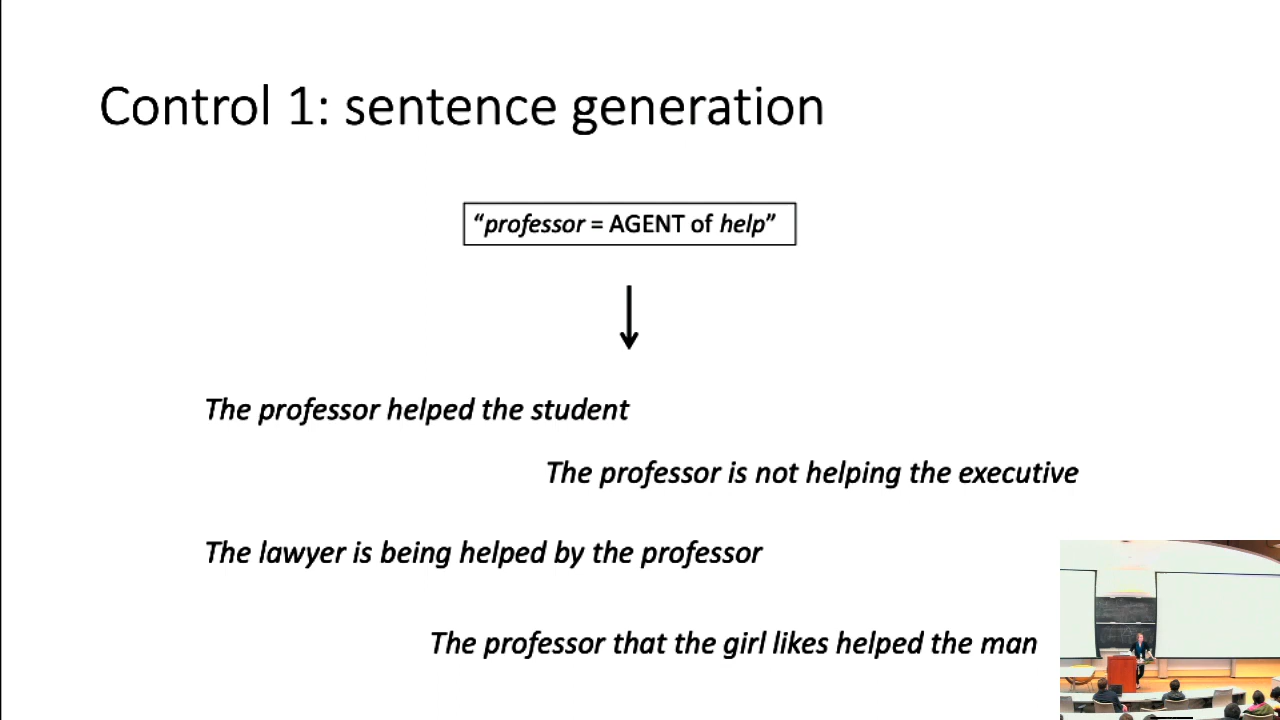 Control 1: sentence generation
“professor = AGENT of help”
The professor helped the student
The professor is not helping the executive
The lawyer is being helped by the professor
The professor that the girl likes helped the man